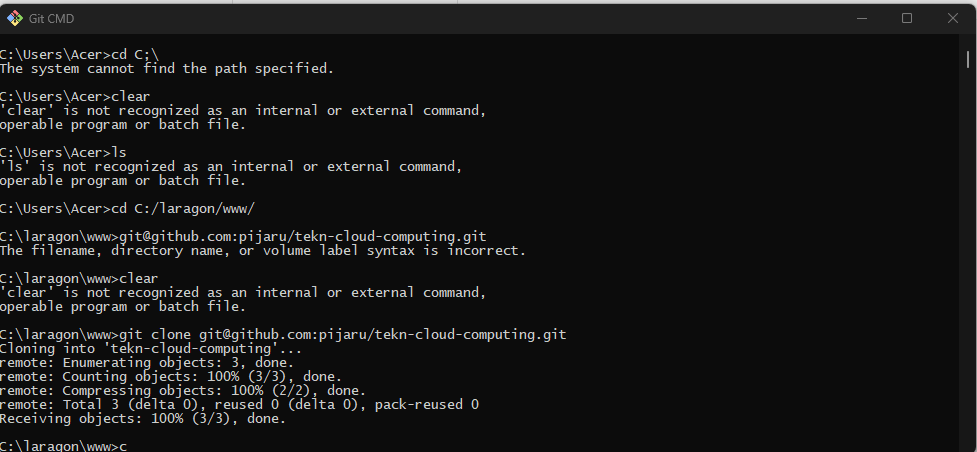 Git CMD
C:\Users\Acer>cd C;\
The system cannot find the path specified.
C:\Users\Acer>clear
'clear' is not recognized as an internal or external command,
operable program or batch file.
C:\Users\Acer>ls
'ls' is not recognized as an internal or external command,
operable program or batch file.
C:\Users\Acer>cd C:/laragon/www/
C:\laragon\www>git@github.com:pijaru/tekn-cloud-computing.git
The filename, directory name, or volume label syntax is incorrect.
C:\laragon\www>clear
'clear' is not recognized as an internal or external command,
operable program or batch file.
C:\laragon\www>git clone git@github.com:pijaru/tekn-cloud-computing.git
Cloning into 'tekn-cloud-computing'...
remote: Enumerating objects: 3, done.
remote: Counting objects: 100% (3/3), done.
remote: Compressing objects: 100% (2/2), done.
remote: Total 3 (delta 0), reused 0 (delta 0), pack-reused 0
Receiving objects: 100% (3/3), done.
C:\laragon\www>c